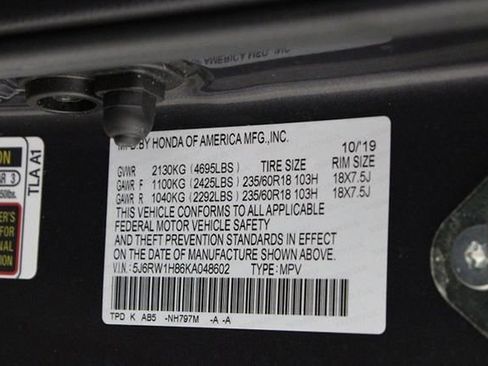 MFD.BY HONDA OF AMERICA MFG.,INC.
10/'19
GVWR 2130KG (4695LBS) TIRE SIZE RIM SIZE
GAWR F 1100KG (2425LBS) 235/60R18 103H 18X7.5J
GAWR R 1040KG (2292LBS) 235/60R18 103H 18X7.5J
THIS VEHICLE CONFORMS TO ALL APPLICABLE
FEDERAL MOTOR VEHICLE SAFETY
AND THEFT PREVENTION STANDARDS IN EFFECT
ON THE DATE OF MANUFACTURE SHOWN ABOVE.
V.I.N.: 5J6RW1H86KA048602 TYPE: MPV
TPD K AB5 -NH797M -A -A
TLA A1